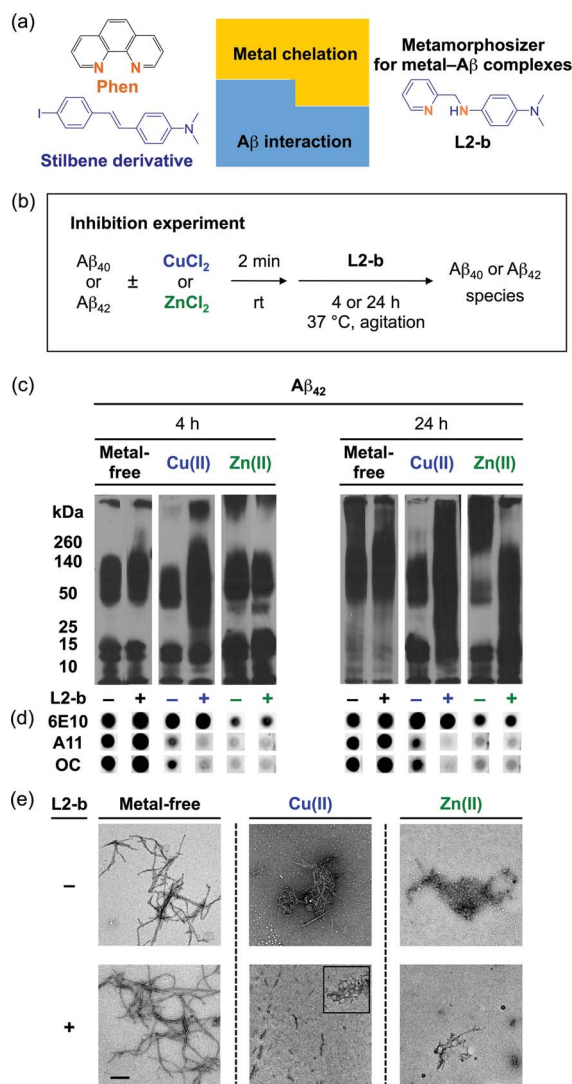 (a)
Phen
Stilbene derivative
I
N
N
N
Metal chelation
Aβ interaction
Metamorphosizer
for metal–Aβ complexes
N
HN
N
L2-b
(b)
Inhibition experiment
Aβ40
or
Aβ42
±
CuCl2
or
ZnCl2
2 min
rt
L2-b
4 or 24 h
37 °C, agitation
Aβ40 or Aβ42
species
(c)
Aβ42
4 h
24 h
Metal-
free
Cu(II)
Zn(II)
Metal-
free
Cu(II)
Zn(II)
kDa
260
140
50
25
15
10
L2-b – + – + – + – + – + – +
(d)
6E10
A11
OC
(e)
L2-b
Metal-free
Cu(II)
Zn(II)
–
+